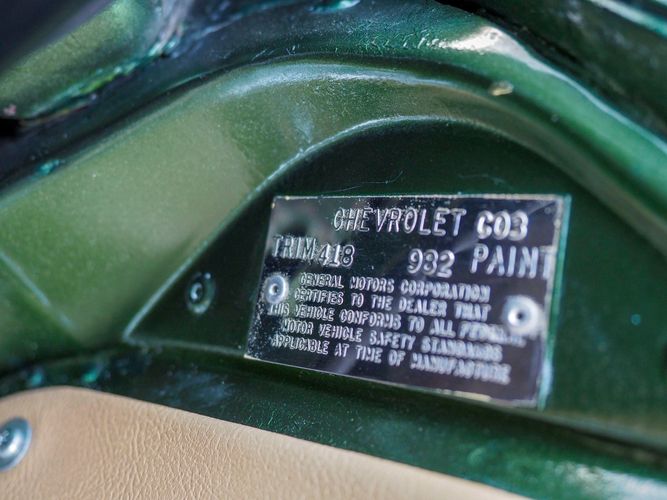 CHEVROLET C03
TRIM 418 982 PAINT
GENERAL MOTORS CORPORATION
CERTIFIES TO THE DEALER THAT
THIS VEHICLE CONFORMS TO ALL FEDERAL
MOTOR VEHICLE SAFETY STANDARDS
APPLICABLE AT TIME OF MANUFACTURE